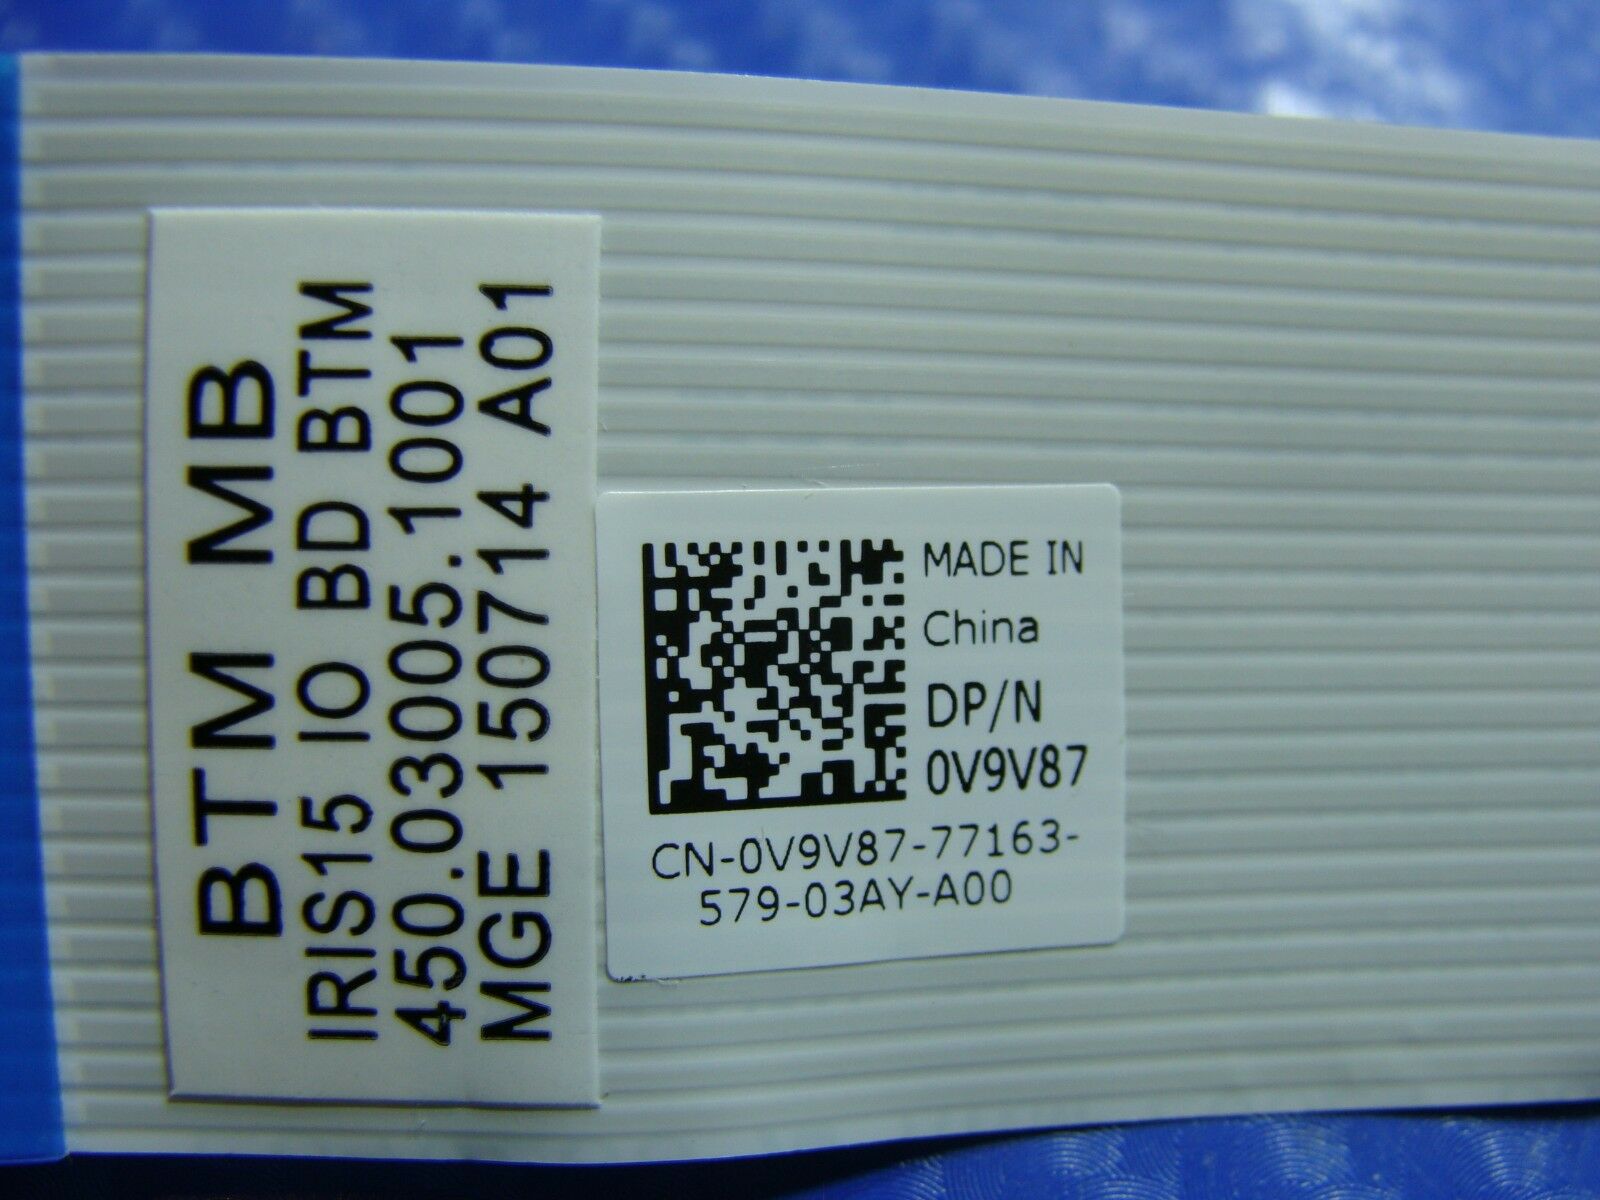 BTM MB
IRIS15 IO BD BTM
450.03005.1001
MGE 150714 A01
MADE IN
China
DP/N
0V9V87
CN-0V9V87-77163-
579-03AY-A00